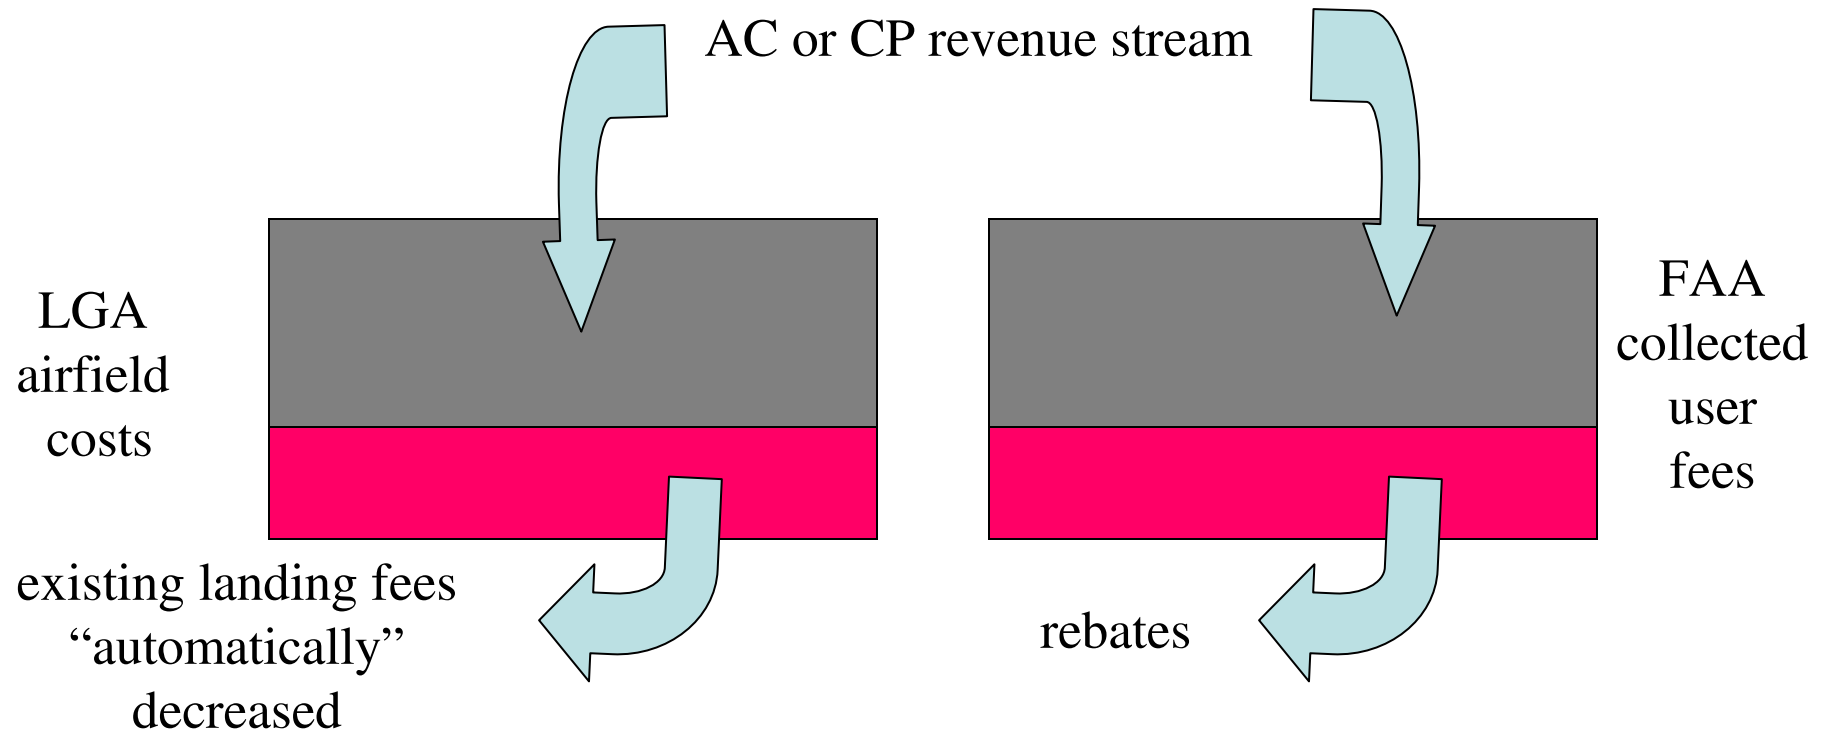 AC or CP revenue stream
LGA
airfield
costs
FAA
collected
user
fees
existing landing fees
“automatically”
decreased
rebates